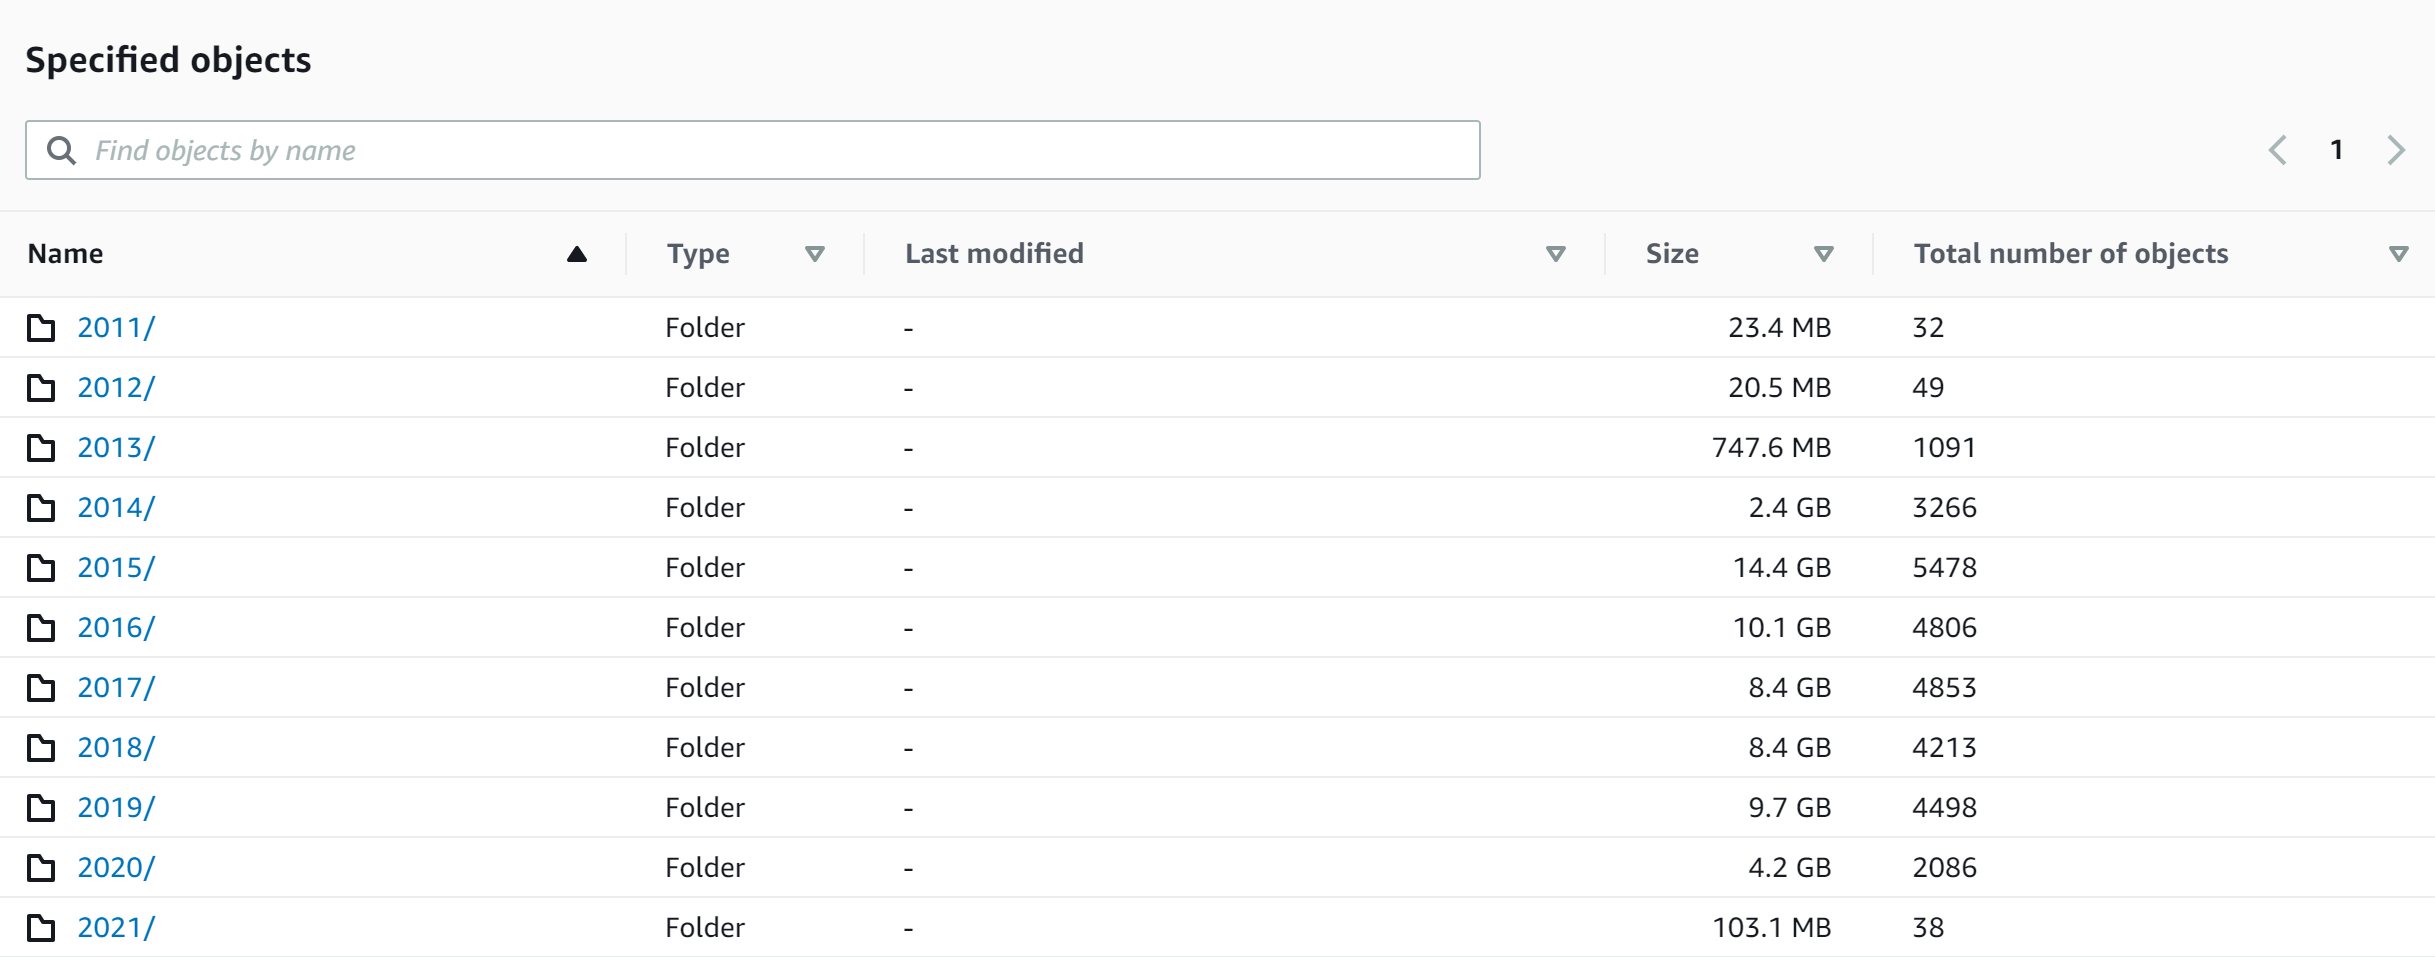 Specified objects
Find objects by name
1
Name Type Last modified Size Total number of objects
2011/ Folder - 23.4 MB 32
2012/ Folder - 20.5 MB 49
2013/ Folder - 747.6 MB 1091
2014/ Folder - 2.4 GB 3266
2015/ Folder - 14.4 GB 5478
2016/ Folder - 10.1 GB 4806
2017/ Folder - 8.4 GB 4853
2018/ Folder - 8.4 GB 4213
2019/ Folder - 9.7 GB 4498
2020/ Folder - 4.2 GB 2086
2021/ Folder - 103.1 MB 38